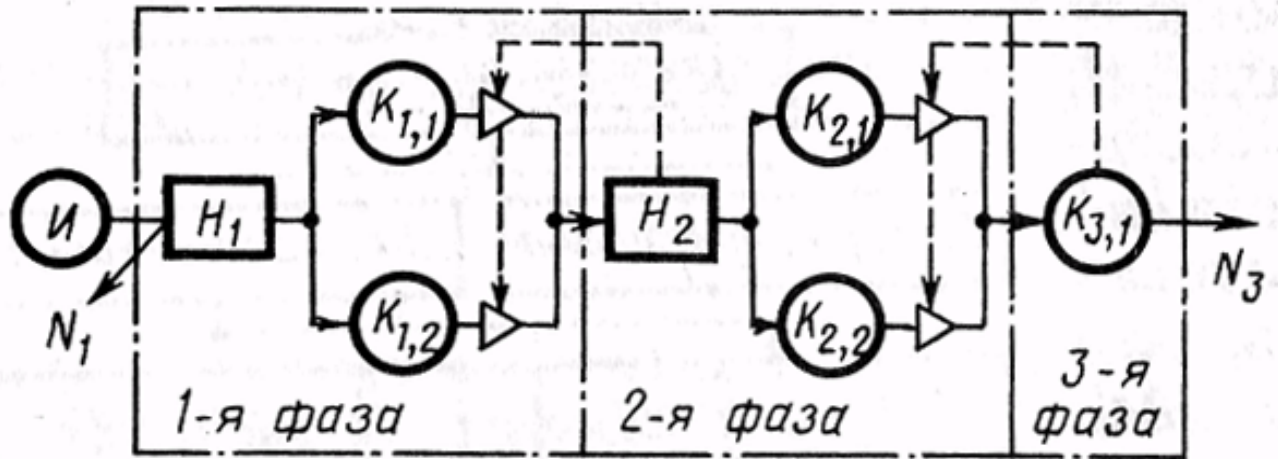 И
N₁
H₁
K₁,₁
K₁,₂
1-я фаза
H₂
K₂,₁
K₂,₂
2-я фаза
K₃,₁
N₃
3-я
фаза